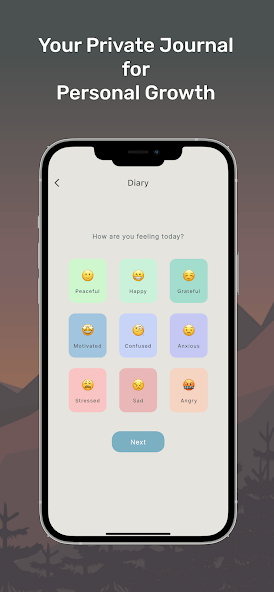 Your Private Journal
for
Personal Growth
Diary
How are you feeling today?
Peaceful
Happy
Grateful
Motivated
Confused
Anxious
Stressed
Sad
Angry
Next